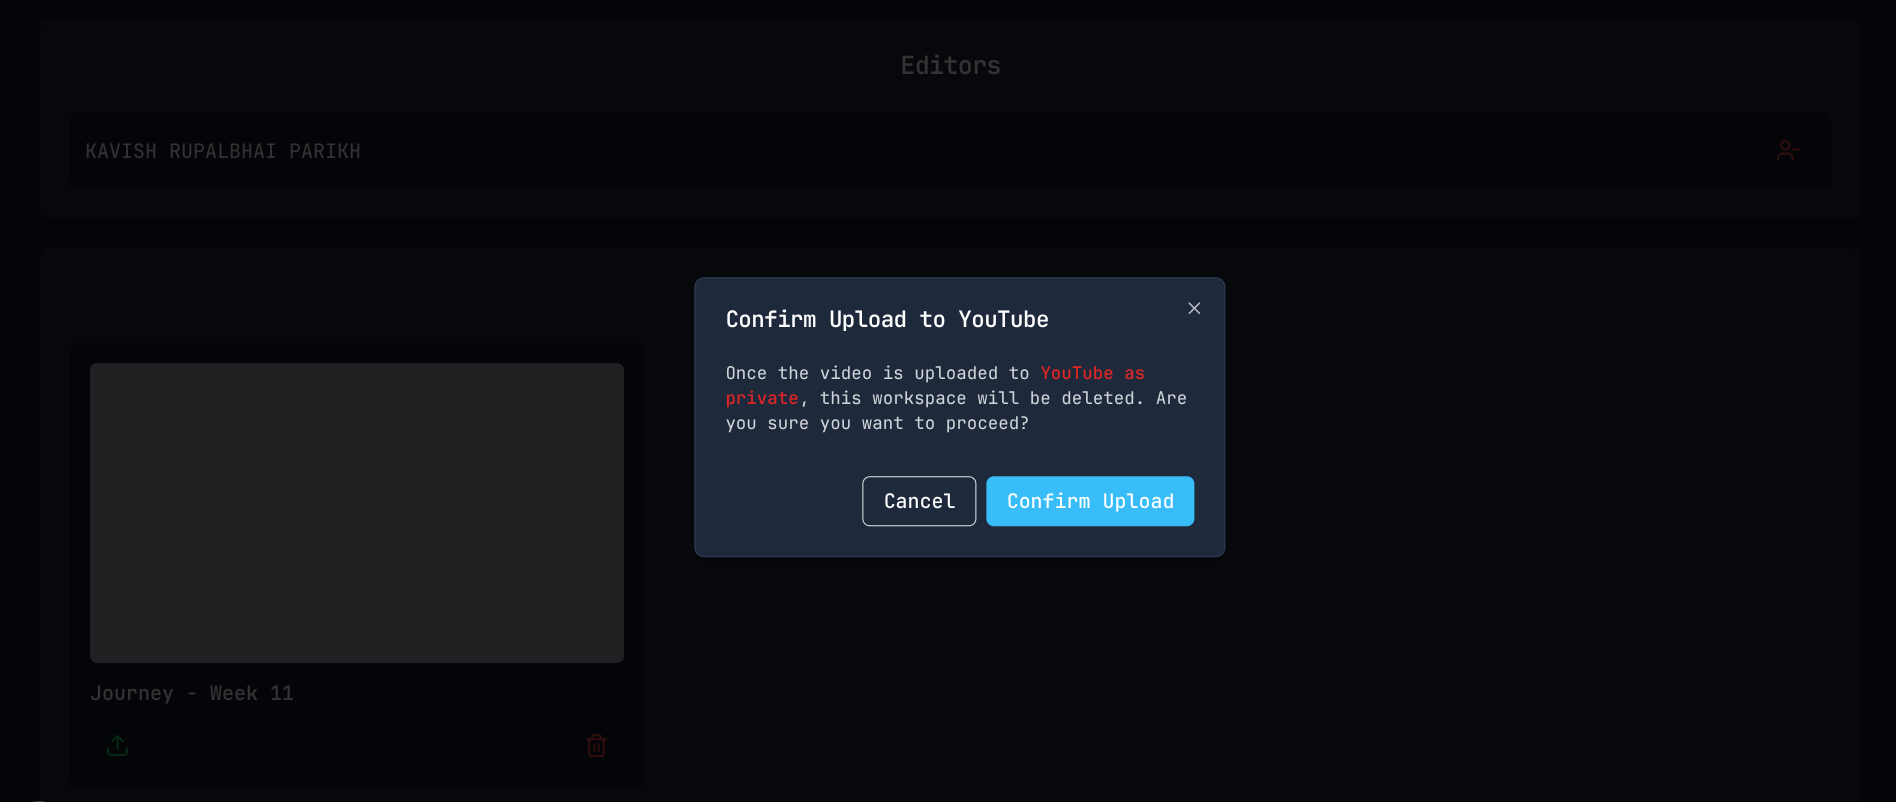 Editors
KAVISH RUPALBHAI PARIKH
Confirm Upload to YouTube
Once the video is uploaded to YouTube as
private, this workspace will be deleted. Are
you sure you want to proceed?
Cancel
Confirm Upload
Journey - Week 11